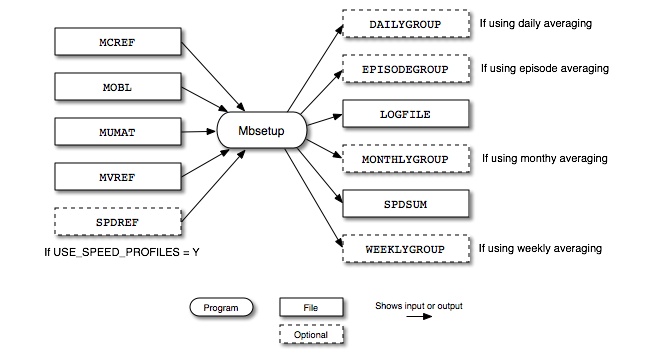 MCREF
MOBL
MUMAT
MVREF
SPDREF
If USE_SPEED_PROFILES = Y
Mbsetup
DAILYGROUP
If using daily averaging
EPISODEGROUP
If using episode averaging
LOGFILE
MONTHLYGROUP
If using monthy averaging
SPDSUM
WEEKLYGROUP
If using weekly averaging
Program
File
Optional
Shows input or output